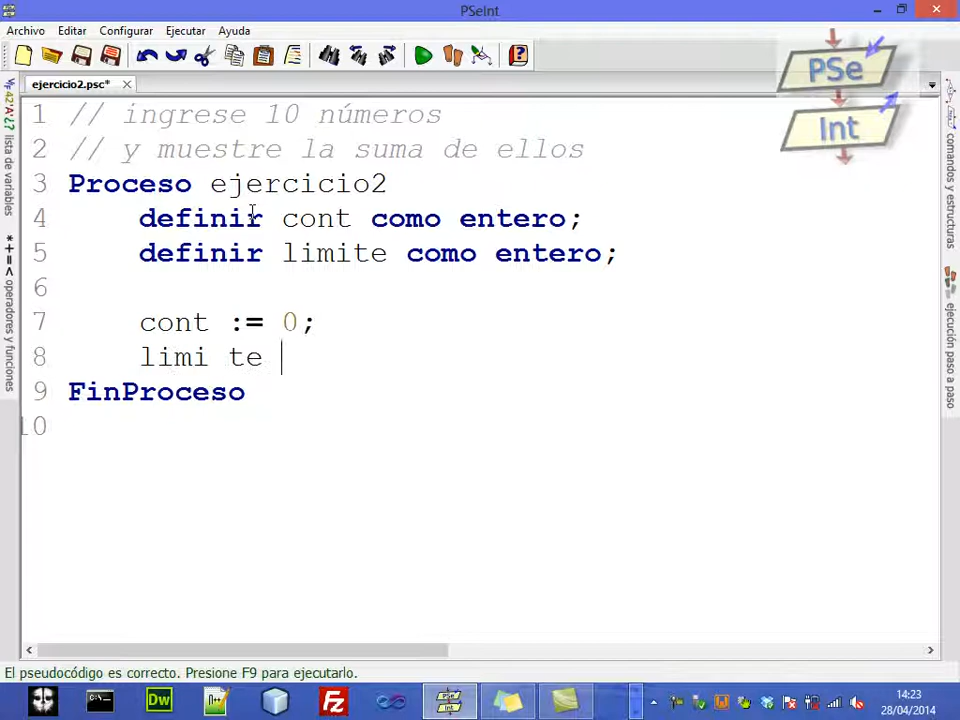 PSeInt
Archivo Editar Configurar Ejecutar Ayuda
PSe
Int
ejercicio2.psc*
1 // ingrese 10 números
2 // y muestre la suma de ellos
3 Proceso ejercicio2
4 definir cont como entero;
5 definir limite como entero;
6
7 cont := 0;
8 limi te
9 FinProceso
10
lista de variables
operadores y funciones
comandos y estructuras
ejecución paso a paso
El pseudocódigo es correcto. Presione F9 para ejecutarlo.
Dw
14:23
28/04/2014